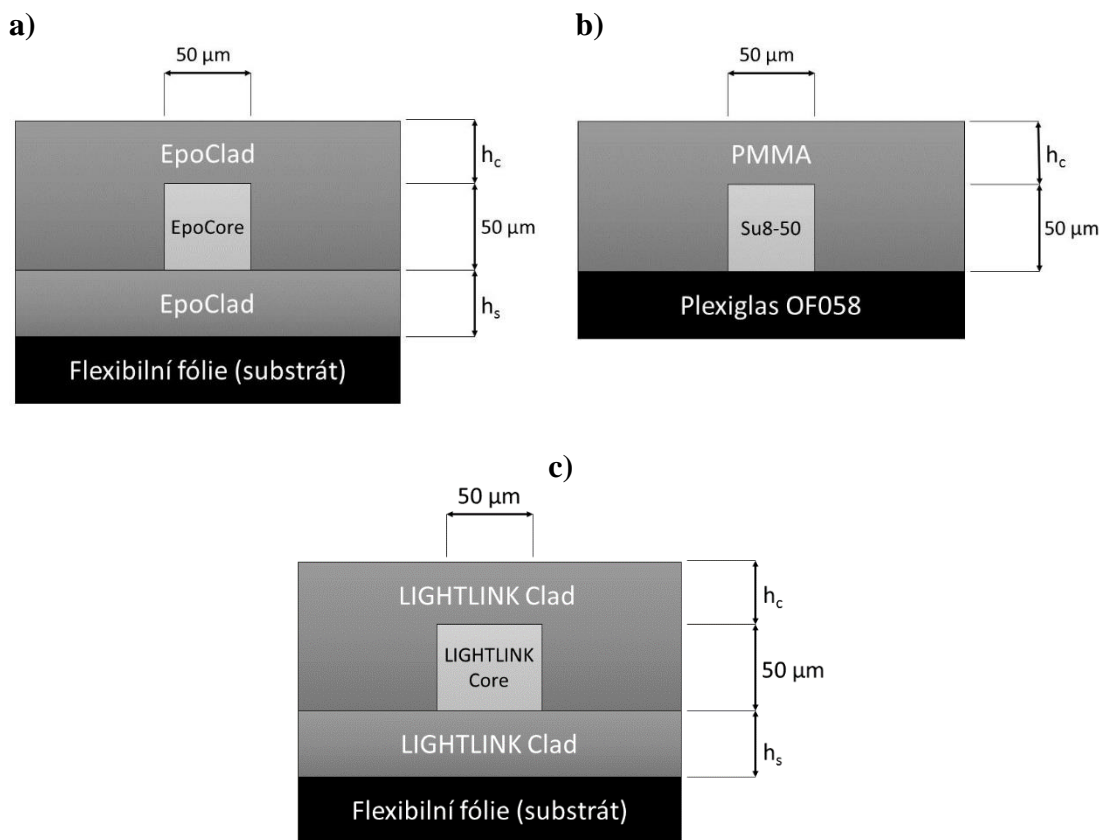 a)
50 μm
EpoClad
h_c
EpoCore
50 μm
EpoClad
h_s
Flexibilní fólie (substrát)
b)
50 μm
PMMA
h_c
Su8-50
50 μm
Plexiglas OF058
c)
50 μm
LIGHTLINK Clad
h_c
LIGHTLINK
Core
50 μm
LIGHTLINK Clad
h_s
Flexibilní fólie (substrát)